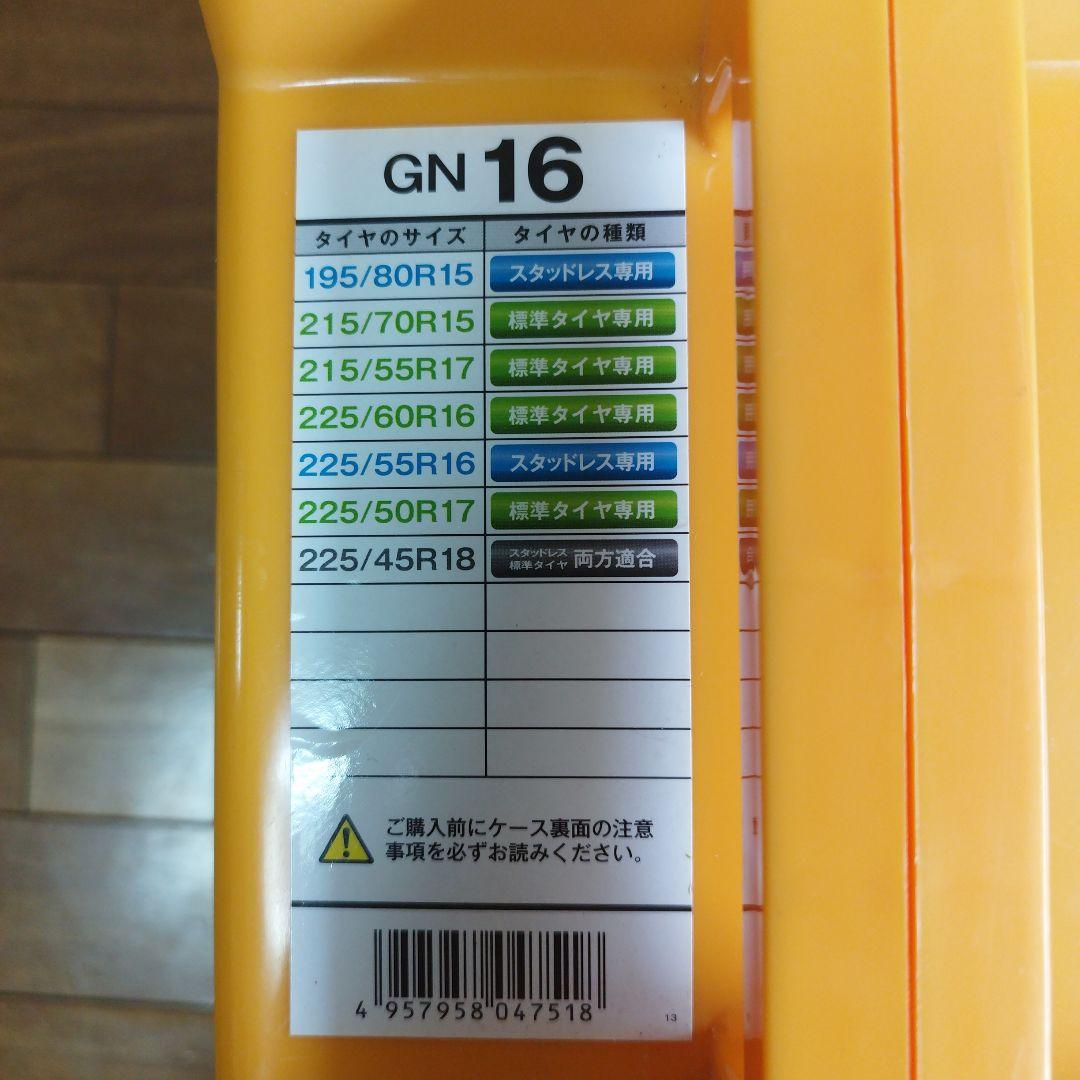 GN 16
タイヤのサイズ タイヤの種類
195/80R15 スタッドレス専用
215/70R15 標準タイヤ専用
215/55R17 標準タイヤ専用
225/60R16 標準タイヤ専用
225/55R16 スタッドレス専用
225/50R17 標準タイヤ専用
225/45R18 スタッドレス 標準タイヤ 両方適合
ご購入前にケース裏面の注意
事項を必ずお読みください。
4 957958 047518
13